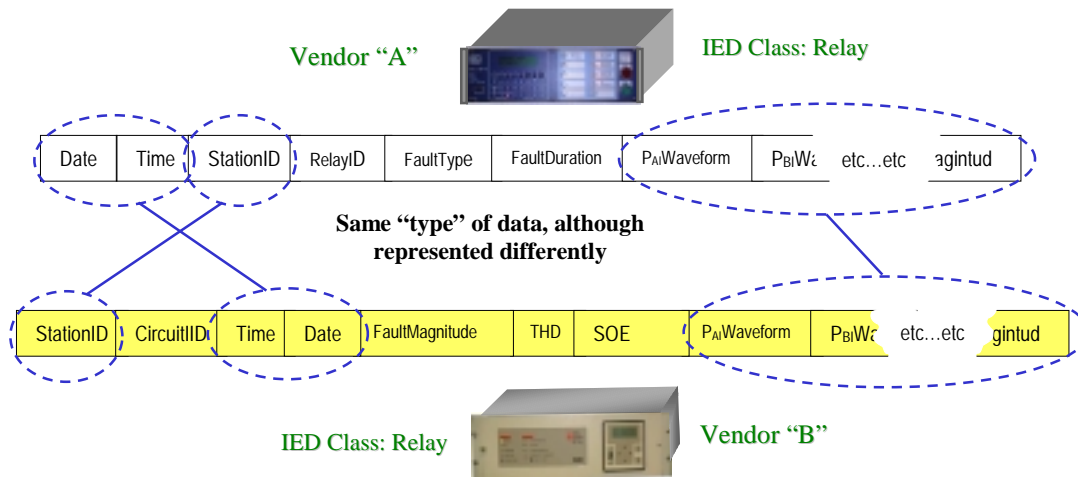 Vendor “A”
IED Class: Relay
Date Time StationID RelayID FaultType FaultDuration PAIWaveform PBIWa etc…etc agintud
Same “type” of data, although
represented differently
StationID CircuitIID Time Date FaultMagnitude THD SOE PAIWaveform PBIWa etc…etc gintud
IED Class: Relay
Vendor “B”